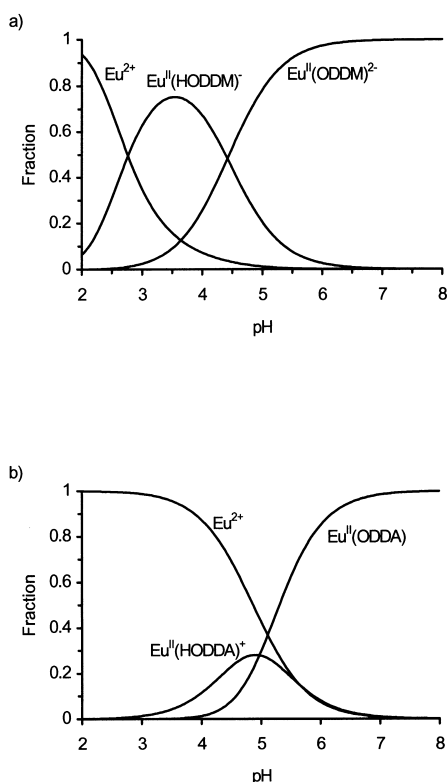 a)
1
0.8
0.6
0.4
0.2
0
Fraction
Eu²⁺
Euᴵᴵ(HODDM)⁻
Euᴵᴵ(ODDM)²⁻
2 3 4 5 6 7 8
pH
b)
1
0.8
0.6
0.4
0.2
0
Fraction
Eu²⁺
Euᴵᴵ(ODDA)
Euᴵᴵ(HODDA)⁺
2 3 4 5 6 7 8
pH